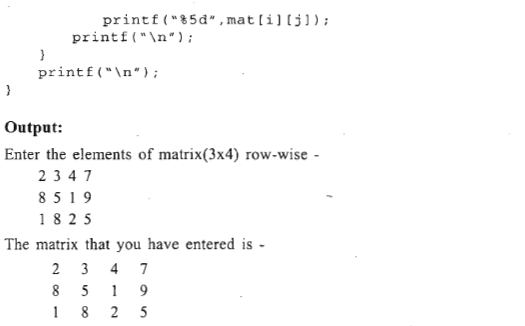 printf("%5d",mat[i][j]);
printf("\n");
}
printf("\n");
}
Output:
Enter the elements of matrix(3x4) row-wise -
2 3 4 7
8 5 1 9
1 8 2 5
The matrix that you have entered is -
2 3 4 7
8 5 1 9
1 8 2 5